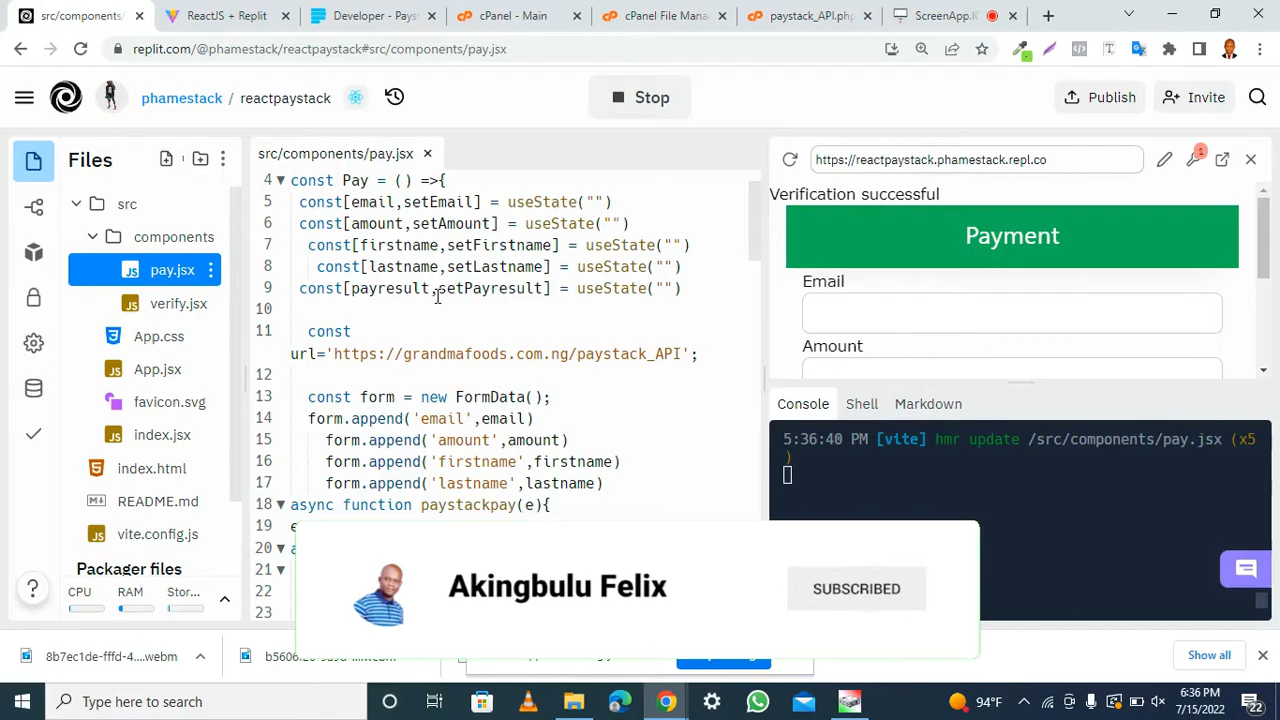 src/components/
ReactJS + Replit
Developer - Pays
cPanel - Main
cPanel File Mana
paystack_API.php
ScreenApp.I
replit.com/@phamestack/reactpaystack#src/components/pay.jsx
phamestack / reactpaystack
Stop
Publish
Invite
Files
src
components
pay.jsx
verify.jsx
App.css
App.jsx
favicon.svg
index.jsx
index.html
README.md
vite.config.js
Packager files
CPU
RAM
Stor...
src/components/pay.jsx
4 const Pay = () =>{
5 const[email,setEmail] = useState("")
6 const[amount,setAmount] = useState("")
7 const[firstname,setFirstname] = useState("")
8 const[lastname,setLastname] = useState("")
9 const[payresult,setPayresult] = useState("")
10
11 const
url='https://grandmafoods.com.ng/paystack_API';
12
13 const form = new FormData();
14 form.append('email',email)
15 form.append('amount',amount)
16 form.append('firstname',firstname)
17 form.append('lastname',lastname)
18 async function paystackpay(e){
19
20
21
22
23
https://reactpaystack.phamestack.repl.co
1
Verification successful
Payment
Email
Amount
Console
Shell
Markdown
5:36:40 PM [vite] hmr update /src/components/pay.jsx (x5
)
Akingbulu Felix
SUBSCRIBED
8b7ec1de-fffd-4....webm
Show all
Type here to search
94°F
6:36 PM
7/15/2022
22